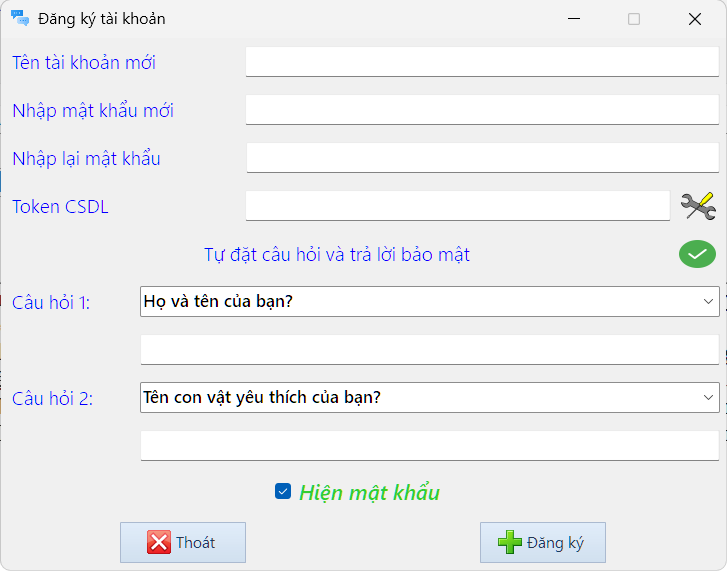 Đăng ký tài khoản
Tên tài khoản mới
Nhập mật khẩu mới
Nhập lại mật khẩu
Token CSDL
Tự đặt câu hỏi và trả lời bảo mật
Câu hỏi 1:
Họ và tên của bạn?
Câu hỏi 2:
Tên con vật yêu thích của bạn?
Hiện mật khẩu
Thoát
Đăng ký